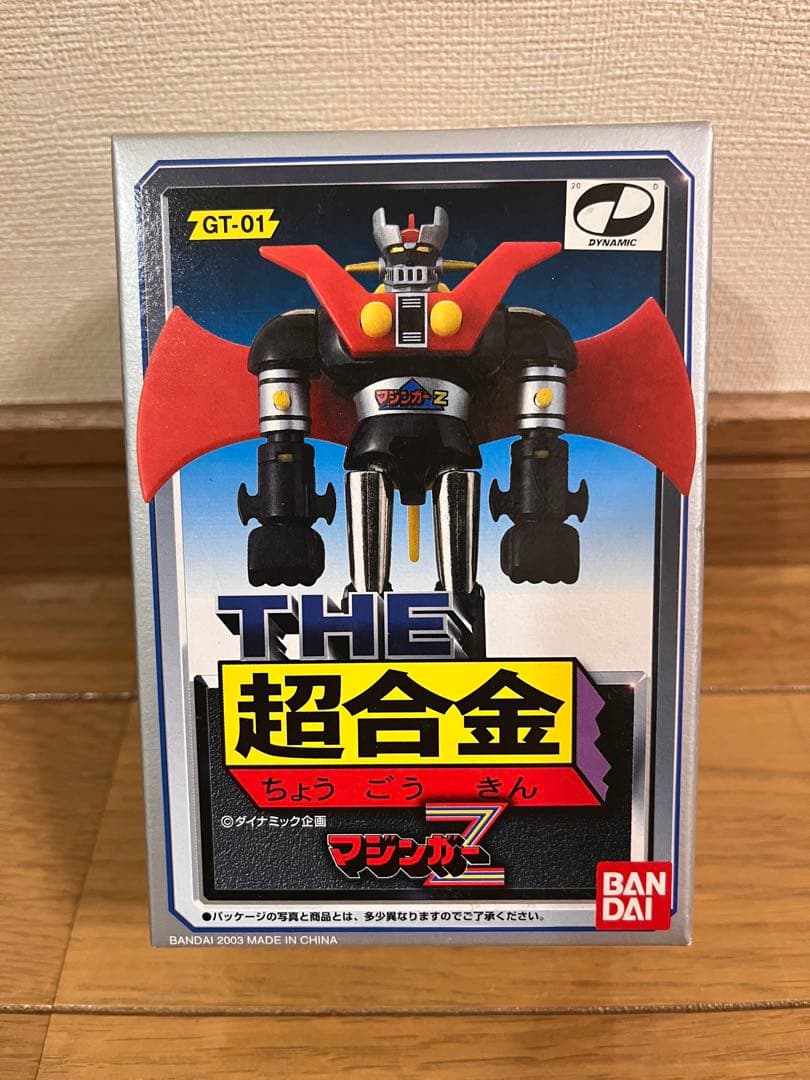 GT-01
20 D
DYNAMIC
マジンガーZ
THE
超合金
ちょう ごう きん
©ダイナミック企画
マジンガーZ
BAN
DAI
●パッケージの写真と商品とは、多少異なりますのでご了承ください。
BANDAI 2003 MADE IN CHINA